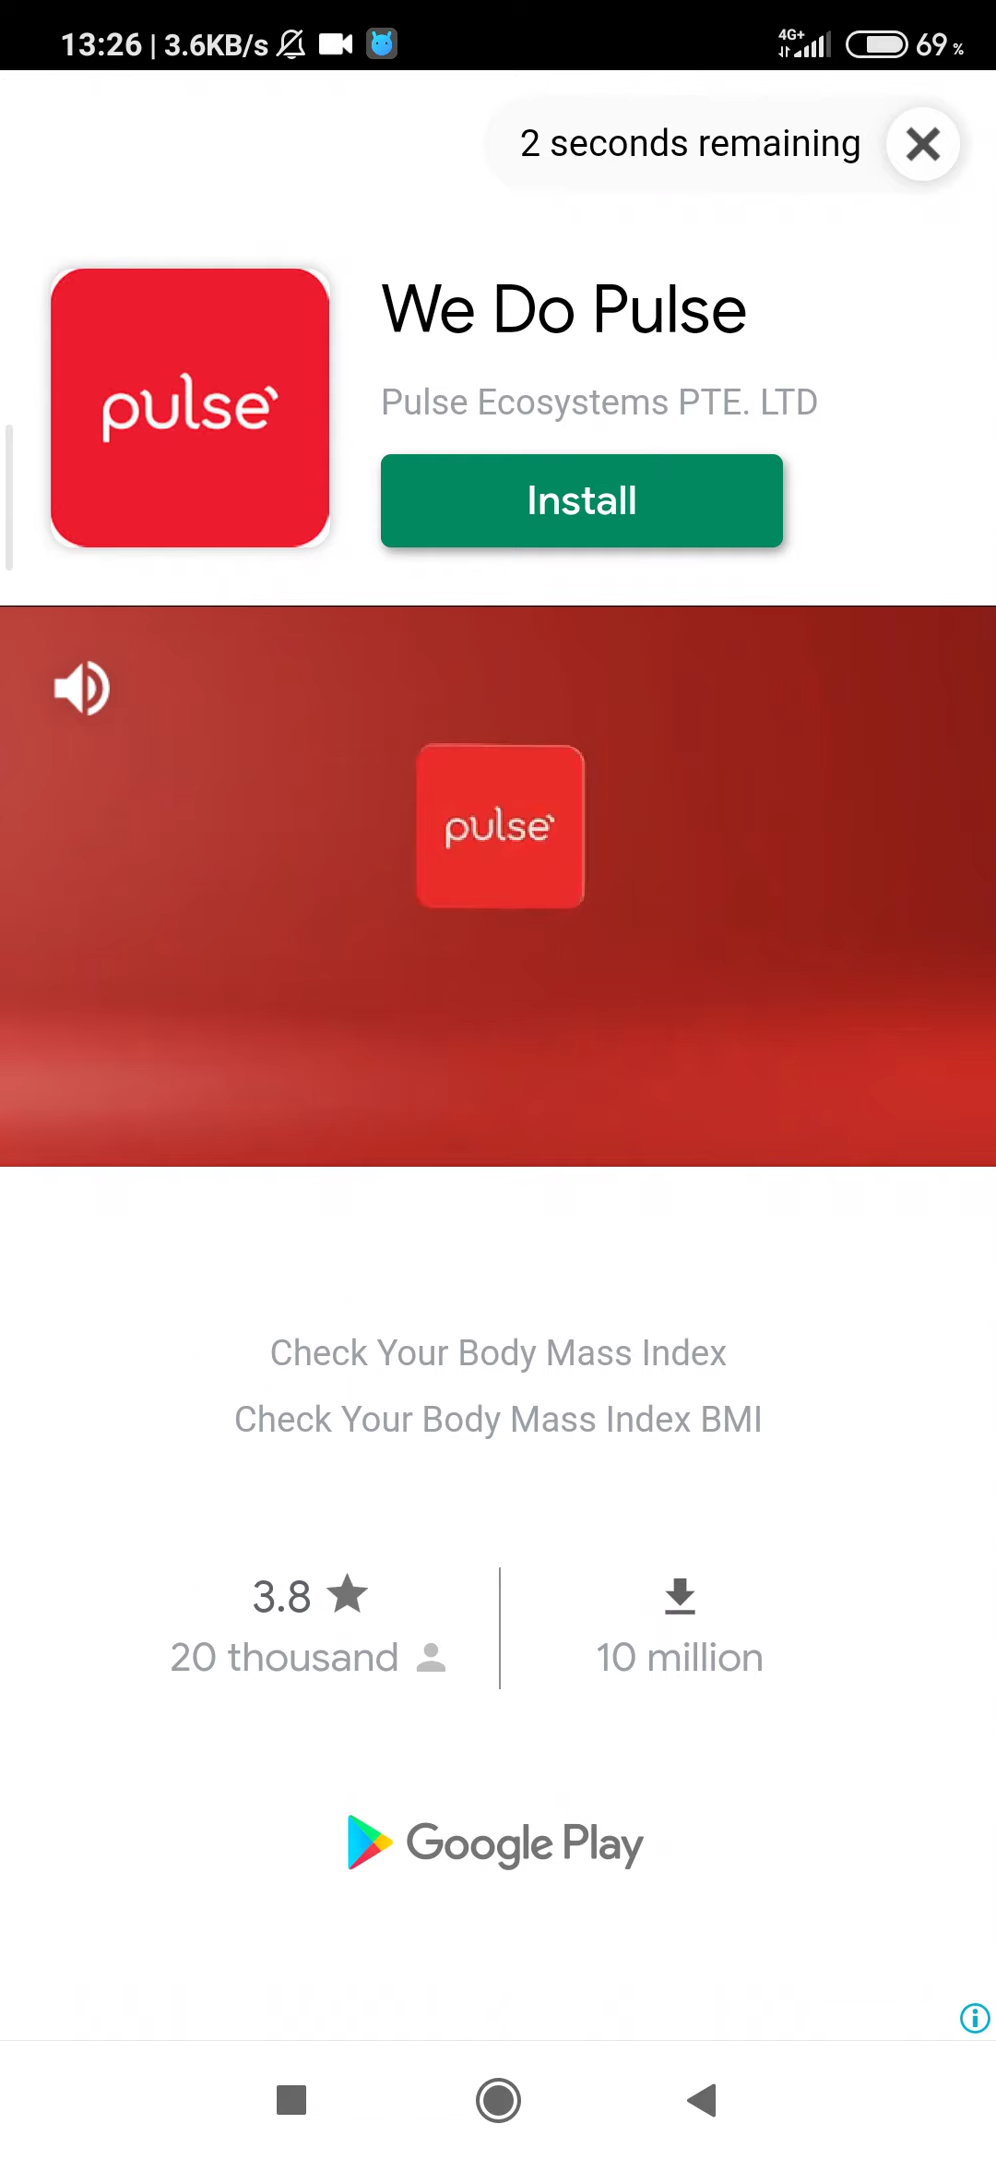 13:26 | 3.6KB/s 4G+ 69 %
2 seconds remaining
pulse
We Do Pulse
Pulse Ecosystems PTE. LTD
Install
pulse
Check Your Body Mass Index
Check Your Body Mass Index BMI
3.8
20 thousand
10 million
Google Play